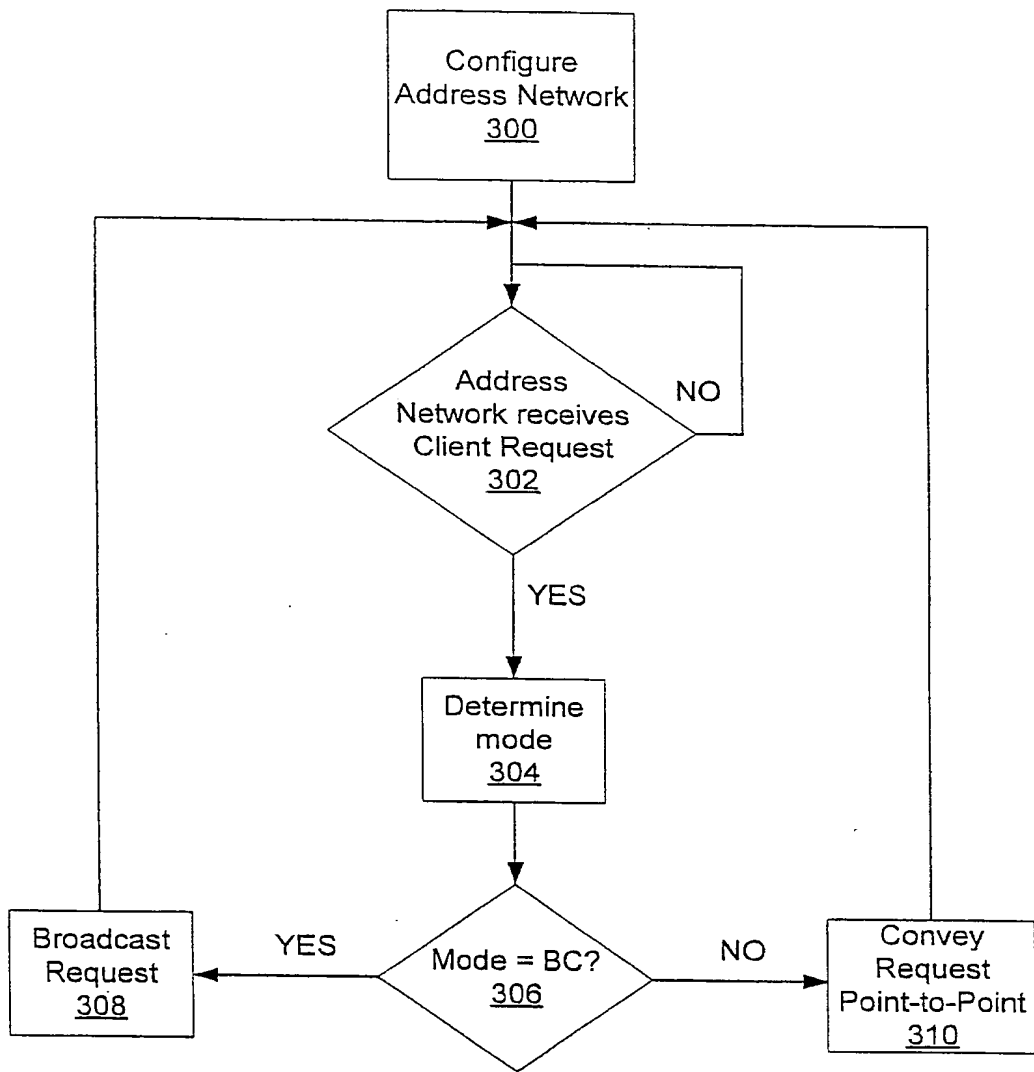 Configure
Address Network
300
Address
Network receives
Client Request
302
NO
YES
Determine
mode
304
Mode = BC?
306
YES
NO
Broadcast
Request
308
Convey
Request
Point-to-Point
310